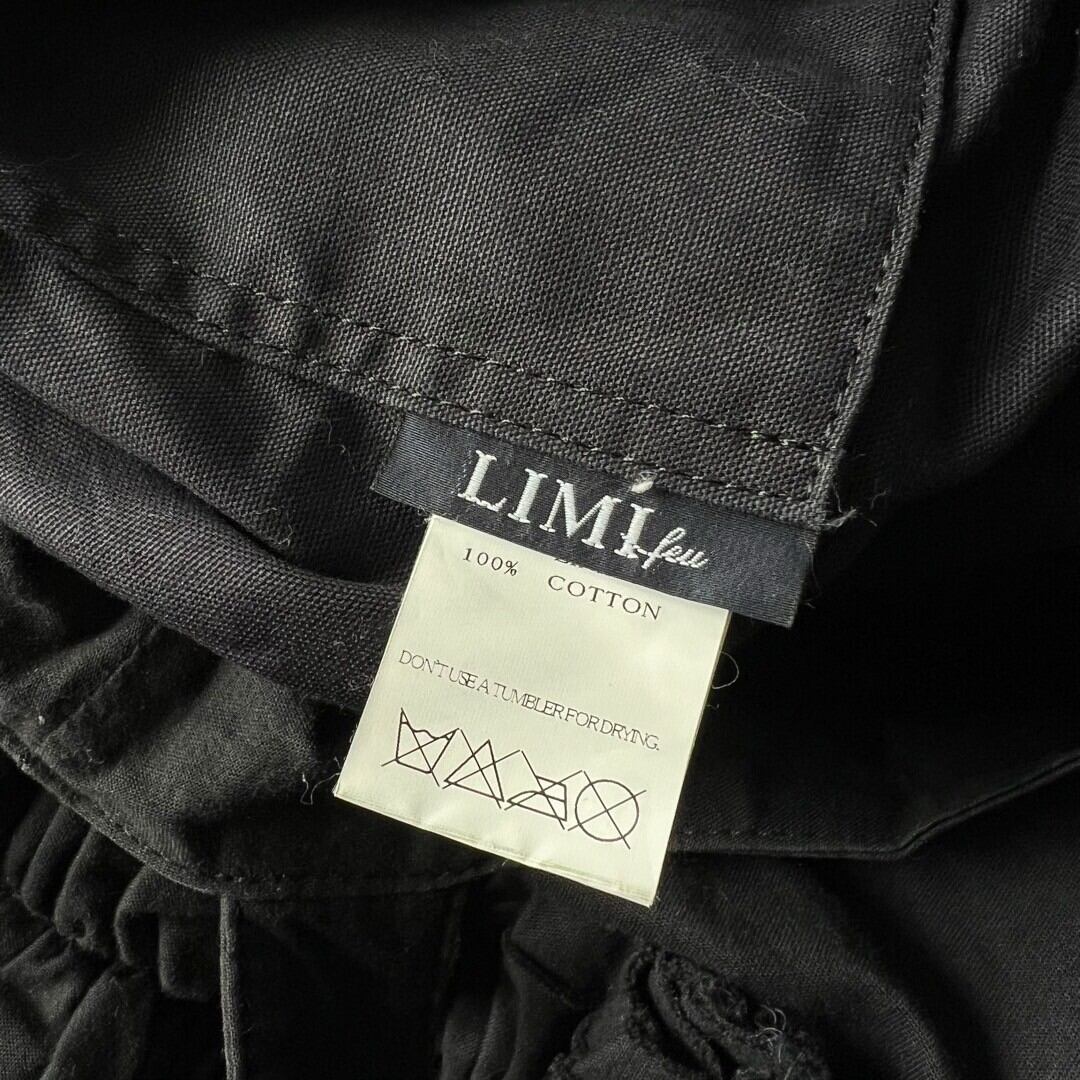 LIMI feu
100% COTTON
DON'T USE A TUMBLER FOR DRYING.